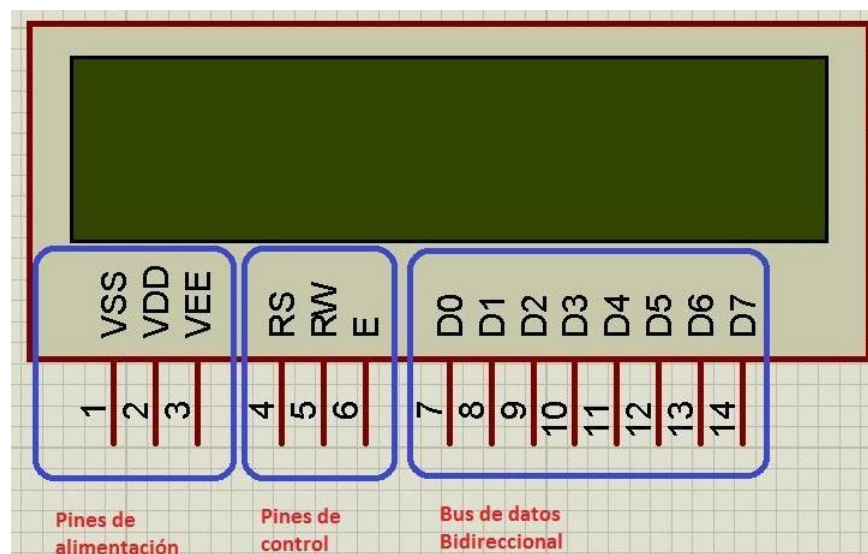 VSS
VDD
VEE
RS
RW
E
D0
D1
D2
D3
D4
D5
D6
D7
1
2
3
4
5
6
7
8
9
10
11
12
13
14
Pines de
alimentación
Pines de
control
Bus de datos
Bidireccional